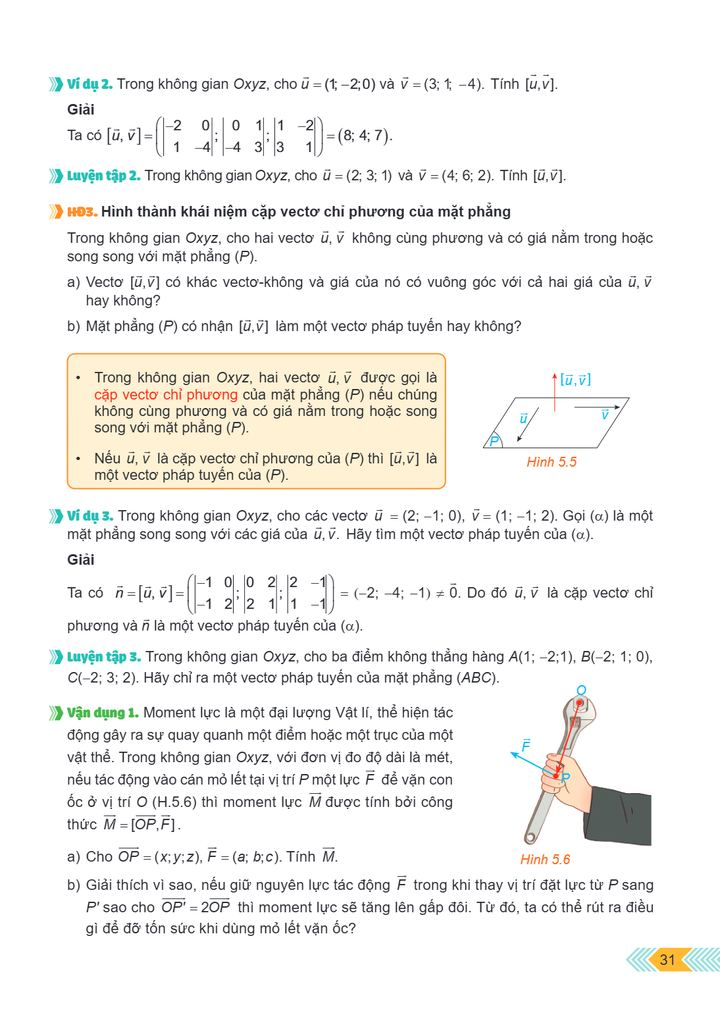 Ví dụ 2. Trong không gian Oxyz, cho u⃗ = (1; −2;0) và v⃗ = (3; 1; −4). Tính [u⃗,v⃗].
Giải
Ta có [u⃗, v⃗] = (|−2 0; 1 −4|; |0 1; −4 3|; |1 −2; 3 1|) = (8; 4; 7).
Luyện tập 2. Trong không gian Oxyz, cho u⃗ = (2; 3; 1) và v⃗ = (4; 6; 2). Tính [u⃗,v⃗].
HĐ3. Hình thành khái niệm cặp vectơ chỉ phương của mặt phẳng
Trong không gian Oxyz, cho hai vectơ u⃗, v⃗ không cùng phương và có giá nằm trong hoặc
song song với mặt phẳng (P).
a) Vectơ [u⃗,v⃗] có khác vectơ-không và giá của nó có vuông góc với cả hai giá của u⃗, v⃗
hay không?
b) Mặt phẳng (P) có nhận [u⃗,v⃗] làm một vectơ pháp tuyến hay không?
• Trong không gian Oxyz, hai vectơ u⃗, v⃗ được gọi là
cặp vectơ chỉ phương của mặt phẳng (P) nếu chúng
không cùng phương và có giá nằm trong hoặc song
song với mặt phẳng (P).
• Nếu u⃗, v⃗ là cặp vectơ chỉ phương của (P) thì [u⃗,v⃗] là
một vectơ pháp tuyến của (P).
[u⃗,v⃗]
u⃗
v⃗
P
Hình 5.5
Ví dụ 3. Trong không gian Oxyz, cho các vectơ u⃗ = (2; −1; 0), v⃗ = (1; −1; 2). Gọi (α) là một
mặt phẳng song song với các giá của u⃗, v⃗. Hãy tìm một vectơ pháp tuyến của (α).
Giải
Ta có n⃗ = [u⃗, v⃗] = (|−1 0; −1 2|; |0 2; 2 1|; |2 −1; 1 −1|) = (−2; −4; −1) ≠ 0⃗. Do đó u⃗, v⃗ là cặp vectơ chỉ
phương và n⃗ là một vectơ pháp tuyến của (α).
Luyện tập 3. Trong không gian Oxyz, cho ba điểm không thẳng hàng A(1; −2;1), B(−2; 1; 0),
C(−2; 3; 2). Hãy chỉ ra một vectơ pháp tuyến của mặt phẳng (ABC).
Vận dụng 1. Moment lực là một đại lượng Vật lí, thể hiện tác
động gây ra sự quay quanh một điểm hoặc một trục của một
vật thể. Trong không gian Oxyz, với đơn vị đo độ dài là mét,
nếu tác động vào cán mỏ lết tại vị trí P một lực F⃗ để vặn con
ốc ở vị trí O (H.5.6) thì moment lực M⃗ được tính bởi công
thức M⃗ = [OP⃗,F⃗].
O
F⃗
P
Hình 5.6
a) Cho OP⃗ = (x; y; z), F⃗ = (a; b; c). Tính M⃗.
b) Giải thích vì sao, nếu giữ nguyên lực tác động F⃗ trong khi thay vị trí đặt lực từ P sang
P′ sao cho OP′⃗ = 2OP⃗ thì moment lực sẽ tăng lên gấp đôi. Từ đó, ta có thể rút ra điều
gì để đỡ tốn sức khi dùng mỏ lết vặn ốc?
31